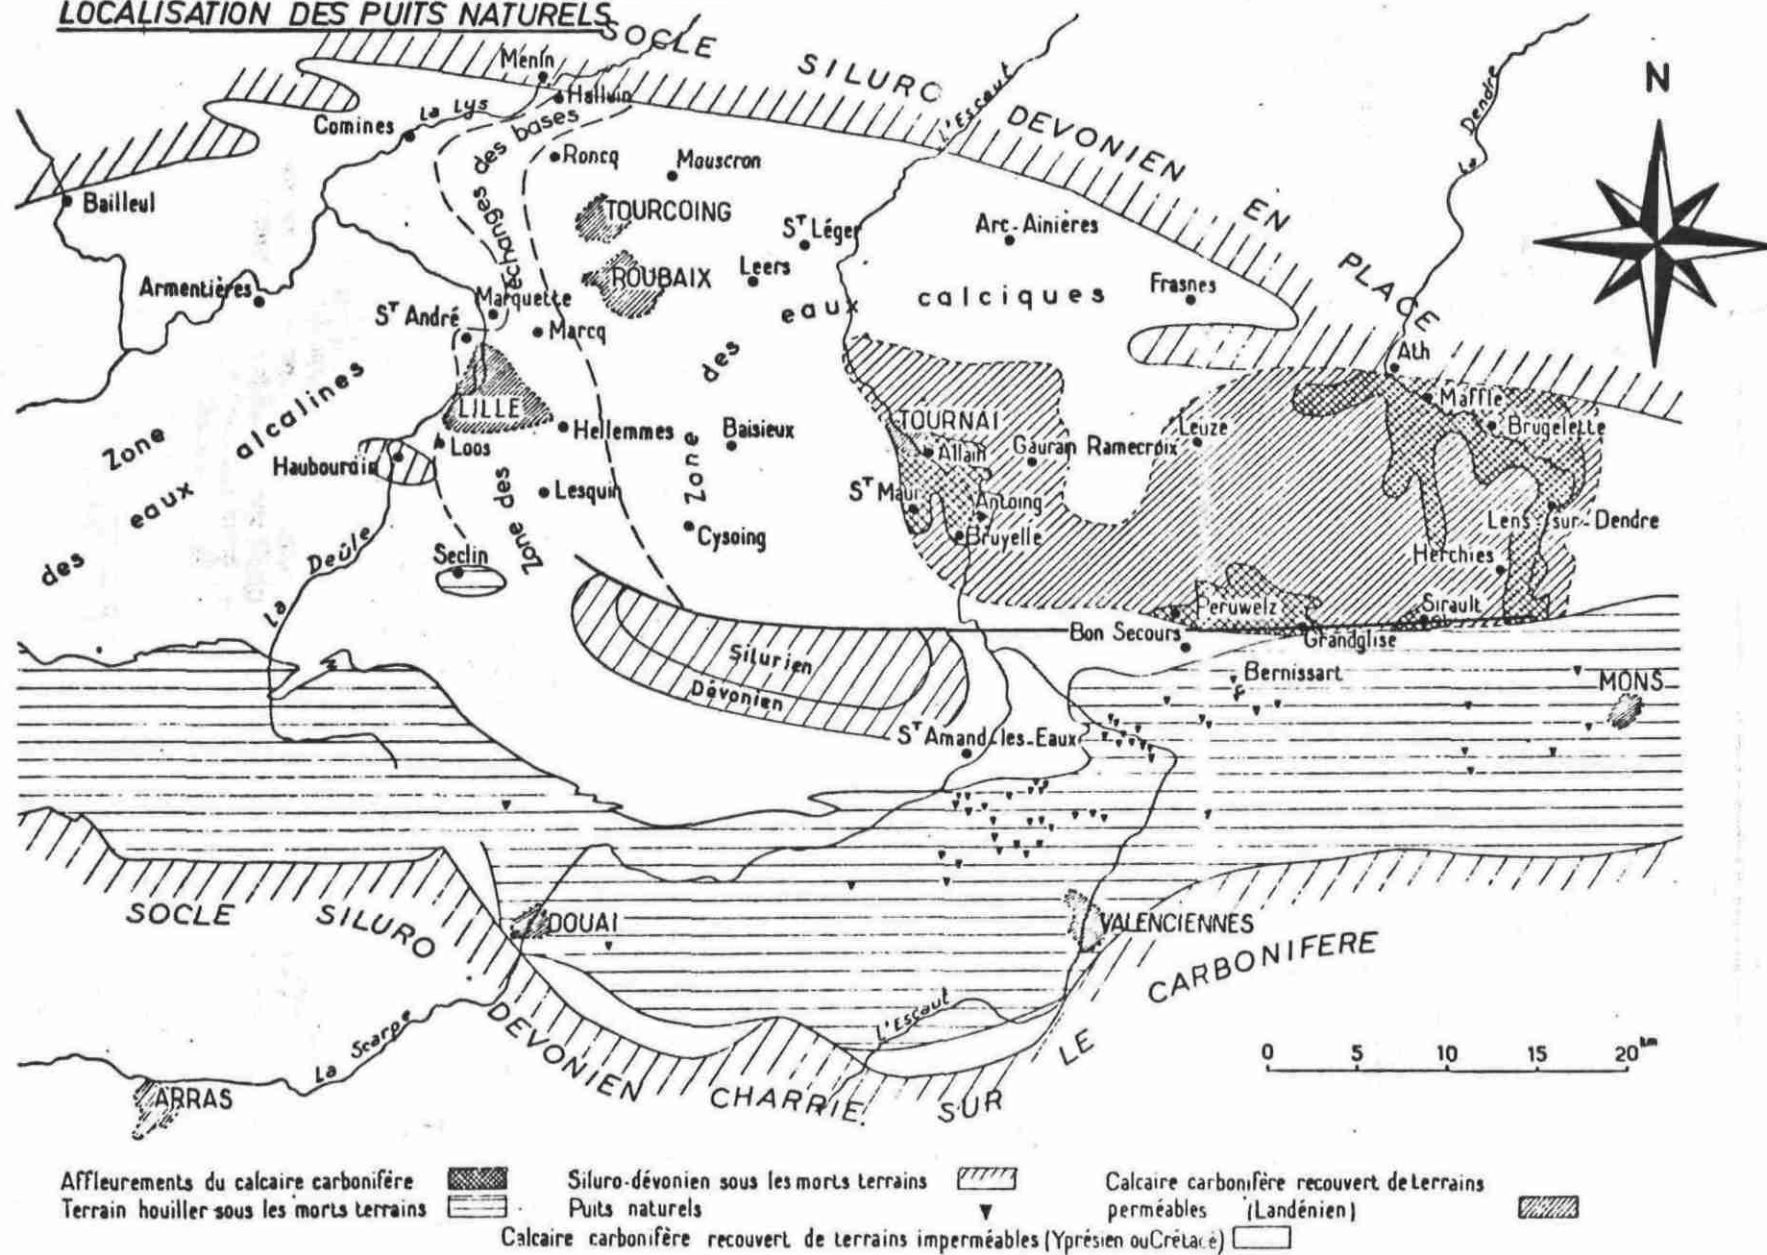 LOCALISATION DES PUITS NATURELS
SOCLE SILURO DEVONIEN EN PLACE
N
Menin
Halluin
La Lys
Comines
échanges des bases
Zone des
Roncq
Mouscron
L'Escaut
La Dendre
Bailleul
TOURCOING
Sᵀ Léger
Arc-Ainières
ROUBAIX
Leers
Armentières
Marquette
Sᵀ André
Marcq
Zone des eaux calciques
Frasnes
Ath
Zone des eaux alcalines
LILLE
Hellemmes
Baisieux
TOURNAI
Allain
Gauran Ramecroix
Leuze
Maffle
Brugelette
Haubourdin
Loos
Lesquin
Sᵀ Maur
Antoing
Bruyelle
Lens-sur-Dendre
Herchies
Cysoing
La Deûle
Seclin
Peruwelz
Sirault
Bon Secours
Grandglise
Silurien
Dévonien
Bernissart
MONS
Sᵀ Amand-les-Eaux
DOUAI
VALENCIENNES
L'Escaut
La Scarpe
ARRAS
SOCLE SILURO DEVONIEN CHARRIE SUR LE CARBONIFERE
0 5 10 15 20 km
Affleurements du calcaire carbonifère
Siluro-dévonien sous les morts terrains
Calcaire carbonifère recouvert de terrains
Terrain houiller sous les morts terrains
Puits naturels
perméables (Landénien)
Calcaire carbonifère recouvert de terrains imperméables (Yprésien ou Crétacé)